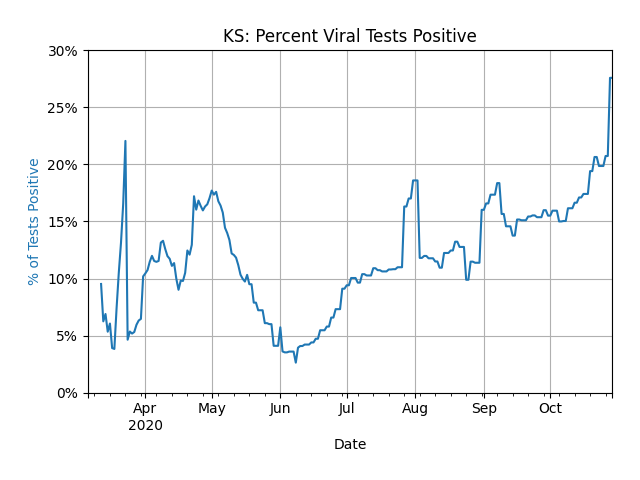 KS: Percent Viral Tests Positive
30%
25%
20%
15%
10%
5%
0%
% of Tests Positive
Apr May Jun Jul Aug Sep Oct
2020
Date